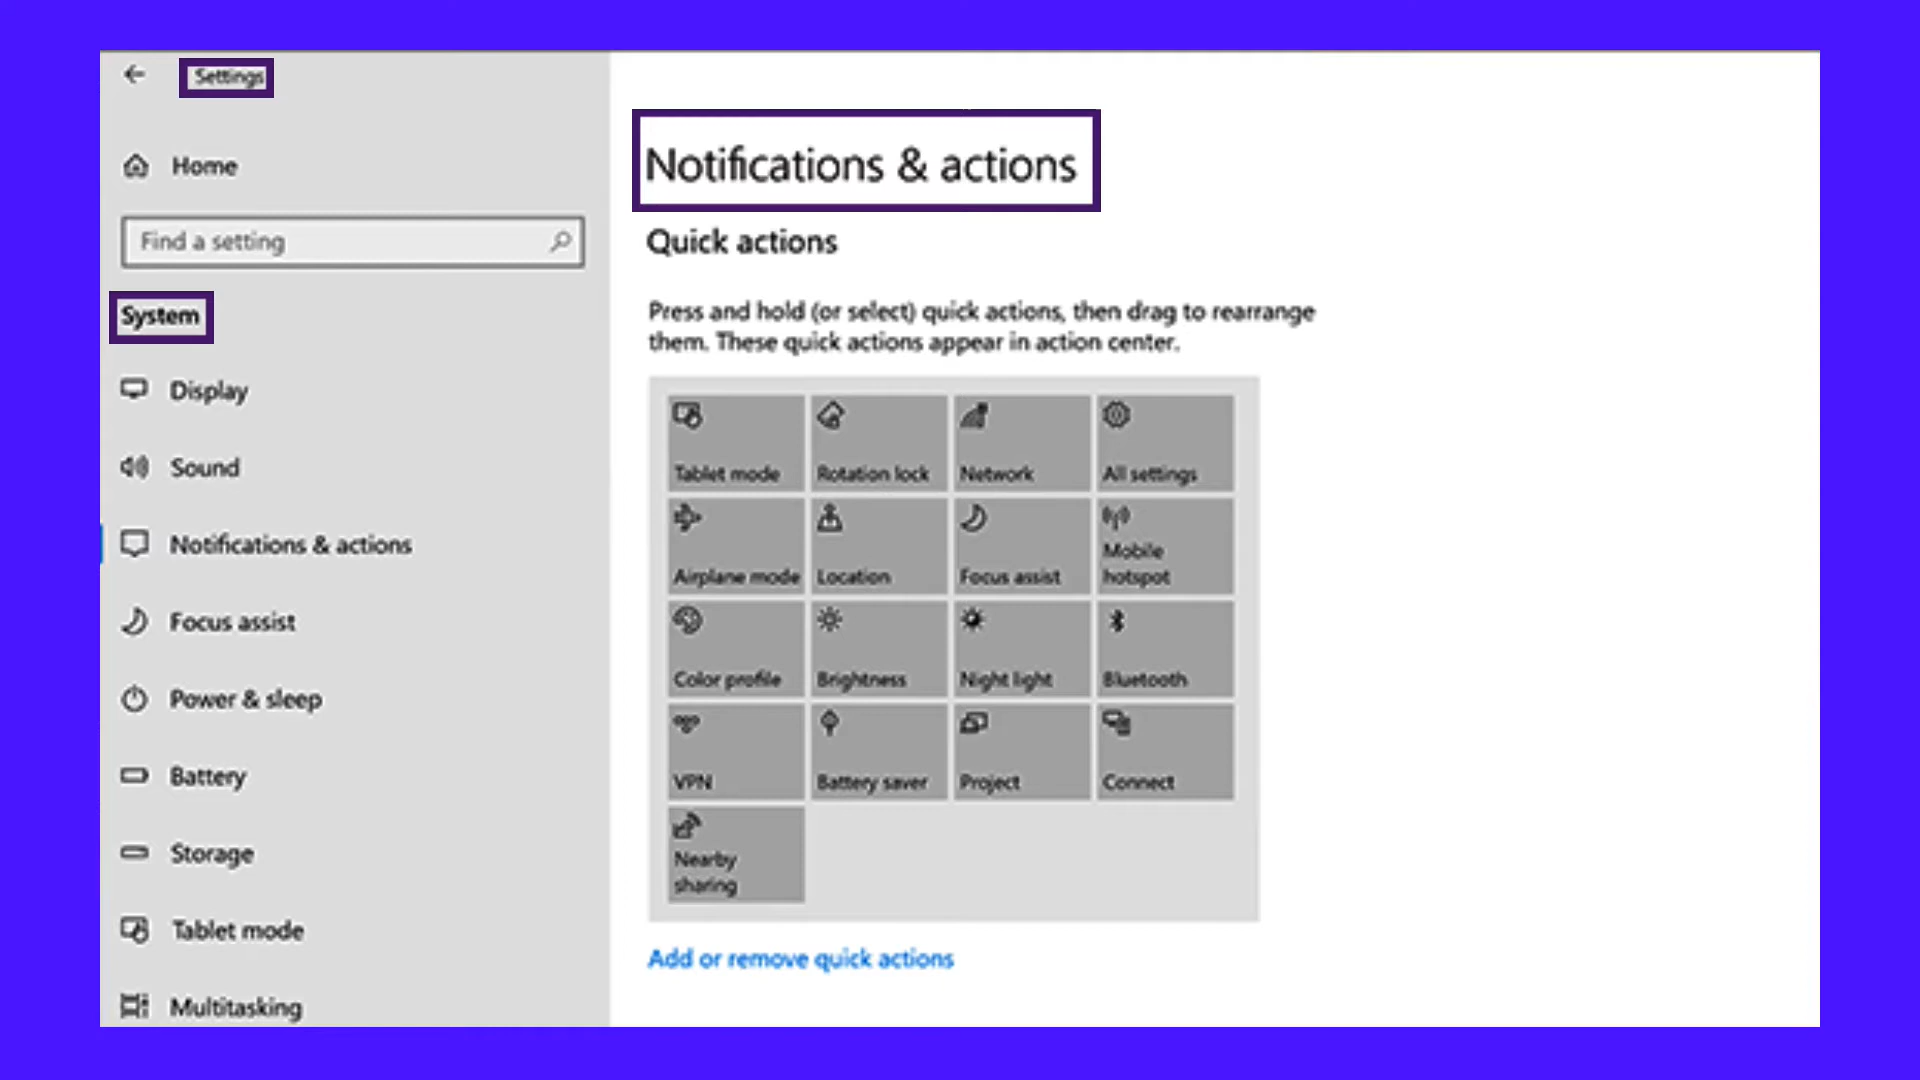 Settings
Home
Find a setting
System
Display
Sound
Notifications & actions
Focus assist
Power & sleep
Battery
Storage
Tablet mode
Multitasking
Notifications & actions
Quick actions
Press and hold (or select) quick actions, then drag to rearrange
them. These quick actions appear in action center.
Tablet mode
Rotation lock
Network
All settings
Airplane mode
Location
Focus assist
Mobile
hotspot
Color profile
Brightness
Night light
Bluetooth
VPN
Battery saver
Project
Connect
Nearby
sharing
Add or remove quick actions